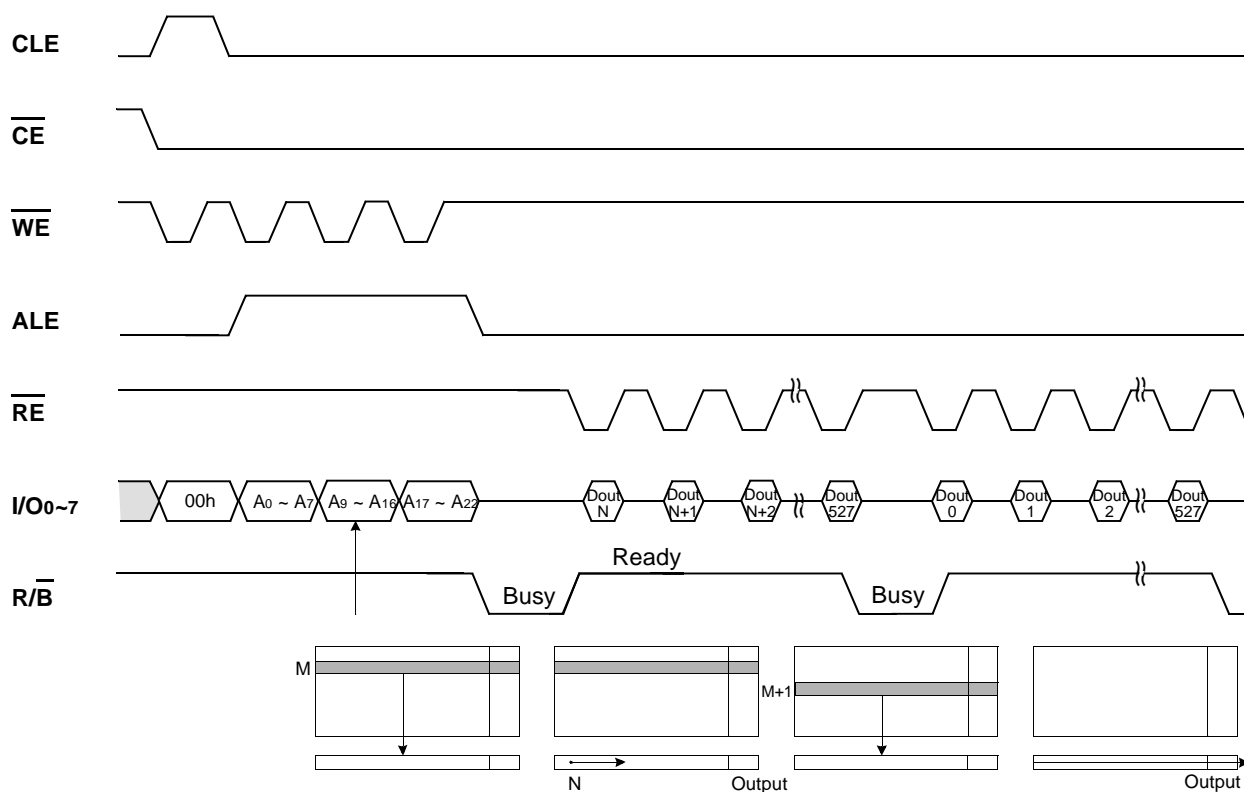 CLE
CE
WE
ALE
RE
I/O0~7 00h A0 ~ A7 A9 ~ A16 A17 ~ A22 Dout N Dout N+1 Dout N+2 Dout 527 Dout 0 Dout 1 Dout 2 Dout 527
R/B Busy Ready Busy
M M+1
N Output Output